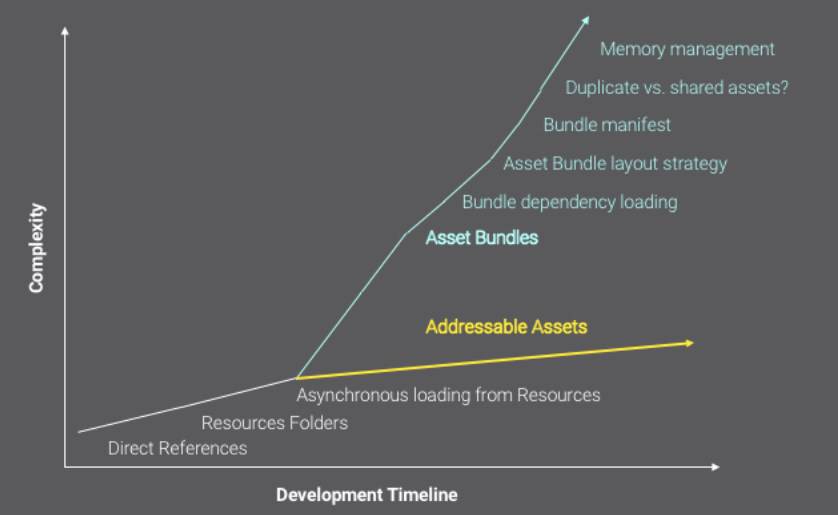 Memory management
Duplicate vs. shared assets?
Bundle manifest
Asset Bundle layout strategy
Bundle dependency loading
Asset Bundles
Complexity
Addressable Assets
Asynchronous loading from Resources
Resources Folders
Direct References
Development Timeline